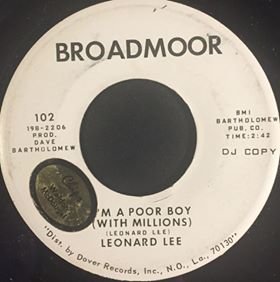 BROADMOOR
102
198-2206
PROD.
DAVE
BARTHOLOMEW
BMI
BARTHOLOMEW
PUB. CO.
TIME: 2:42
DJ COPY
I'M A POOR BOY
(WITH MILLIONS)
(LEONARD LEE)
LEONARD LEE
"Dist. by Dover Records, Inc., N.O., La., 70130"